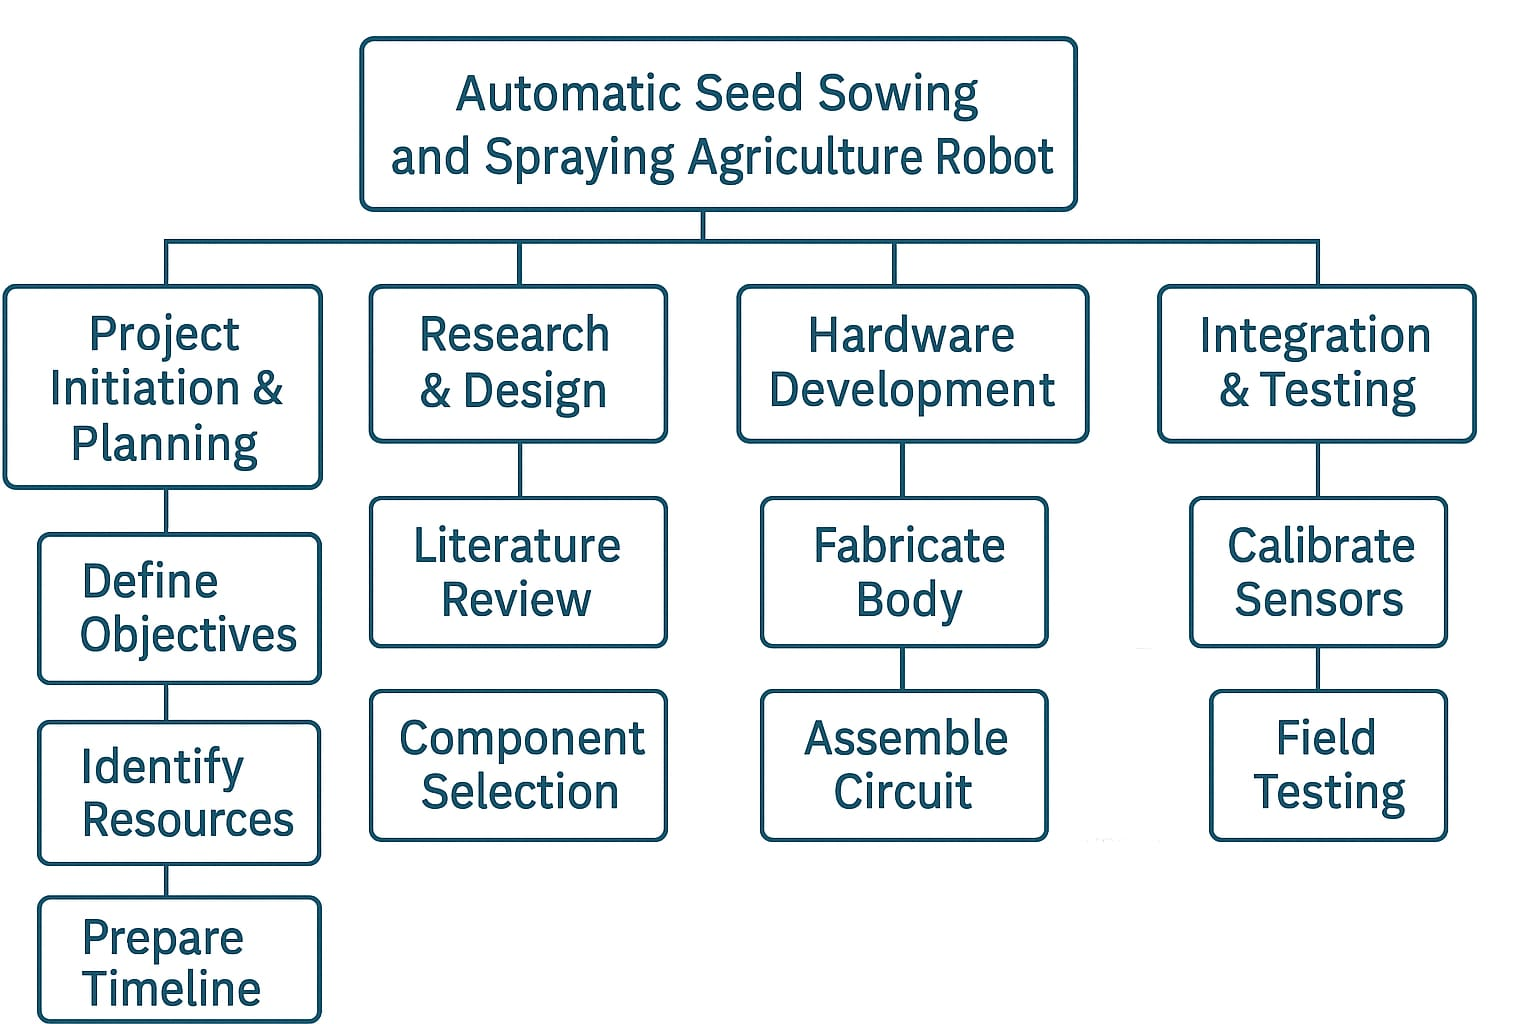 Automatic Seed Sowing
and Spraying Agriculture Robot
Project
Initiation &
Planning
Define
Objectives
Identify
Resources
Prepare
Timeline
Research
& Design
Literature
Review
Component
Selection
Hardware
Development
Fabricate
Body
Assemble
Circuit
Integration
& Testing
Calibrate
Sensors
Field
Testing